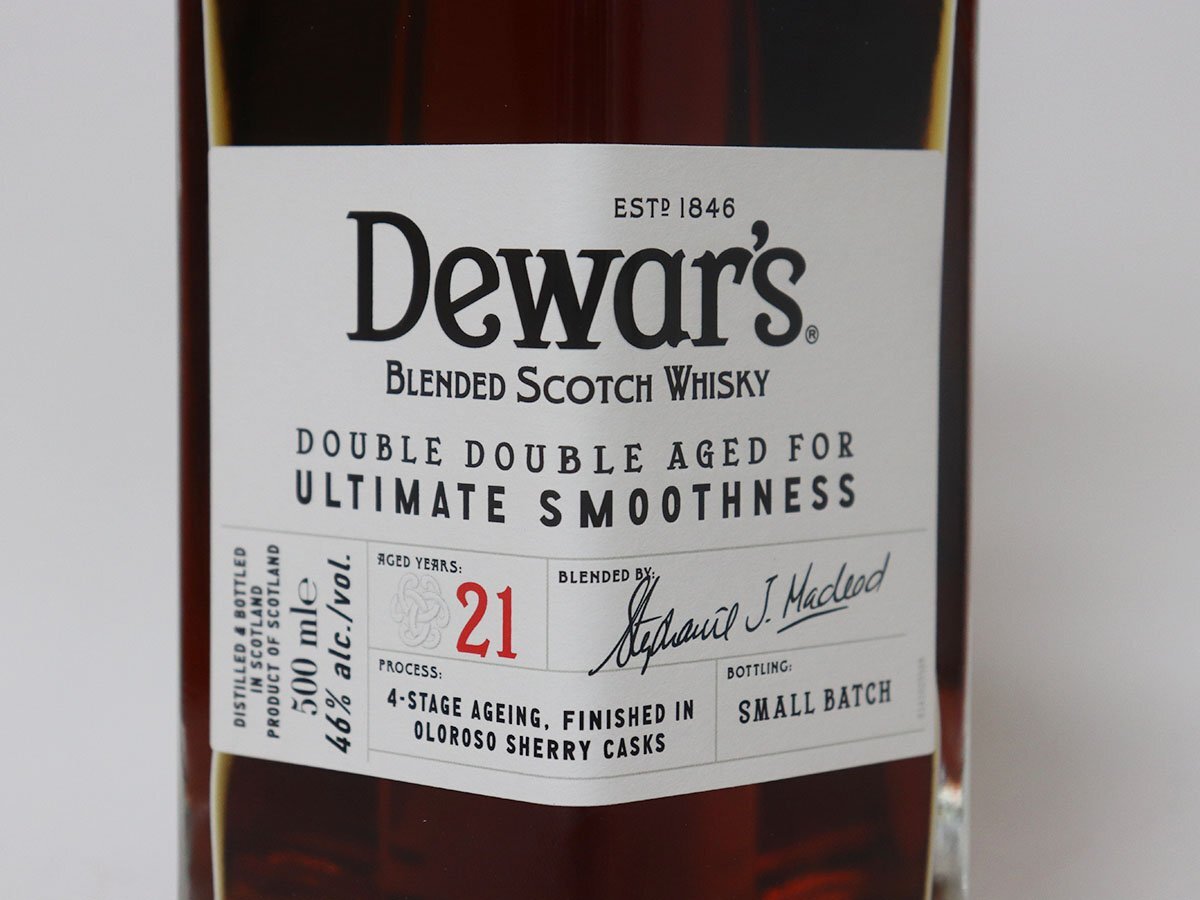 ESTD 1846
Dewar's®
BLENDED SCOTCH WHISKY
DOUBLE DOUBLE AGED FOR
ULTIMATE SMOOTHNESS
DISTILLED & BOTTLED
IN SCOTLAND
PRODUCT OF SCOTLAND
500 ml℮
46% alc./vol.
AGED YEARS:
21
BLENDED BY:
Stephanie J. Macleod
PROCESS:
4-STAGE AGEING, FINISHED IN
OLOROSO SHERRY CASKS
BOTTLING:
SMALL BATCH